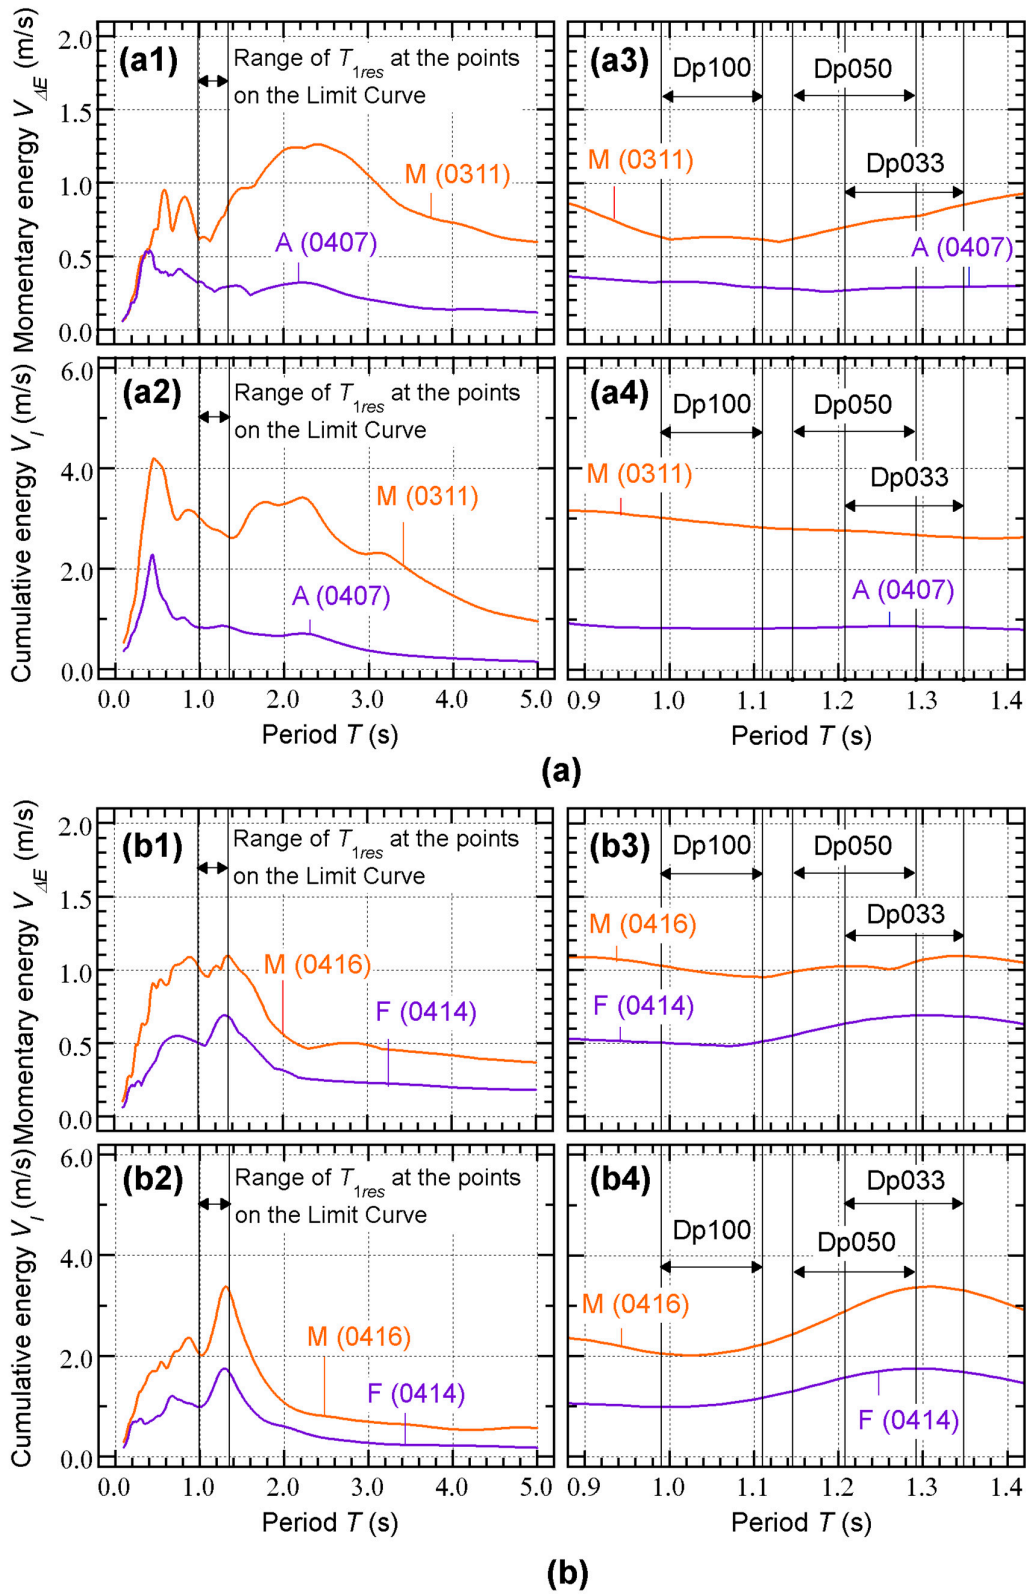 (a1)
Range of T1res at the points
on the Limit Curve
M (0311)
A (0407)
Momentary energy VΔE (m/s)
2.0
1.5
1.0
0.5
0.0
(a3)
Dp100
Dp050
Dp033
M (0311)
A (0407)
(a2)
Range of T1res at the points
on the Limit Curve
M (0311)
A (0407)
Cumulative energy VI (m/s)
6.0
4.0
2.0
0.0
0.0 1.0 2.0 3.0 4.0 5.0
Period T (s)
(a4)
Dp100
Dp050
Dp033
M (0311)
A (0407)
0.9 1.0 1.1 1.2 1.3 1.4
Period T (s)
(a)
(b1)
Range of T1res at the points
on the Limit Curve
M (0416)
F (0414)
Momentary energy VΔE (m/s)
2.0
1.5
1.0
0.5
0.0
(b3)
Dp100
Dp050
Dp033
M (0416)
F (0414)
(b2)
Range of T1res at the points
on the Limit Curve
M (0416)
F (0414)
Cumulative energy VI (m/s)
6.0
4.0
2.0
0.0
0.0 1.0 2.0 3.0 4.0 5.0
Period T (s)
(b4)
Dp033
Dp100
Dp050
M (0416)
F (0414)
0.9 1.0 1.1 1.2 1.3 1.4
Period T (s)
(b)